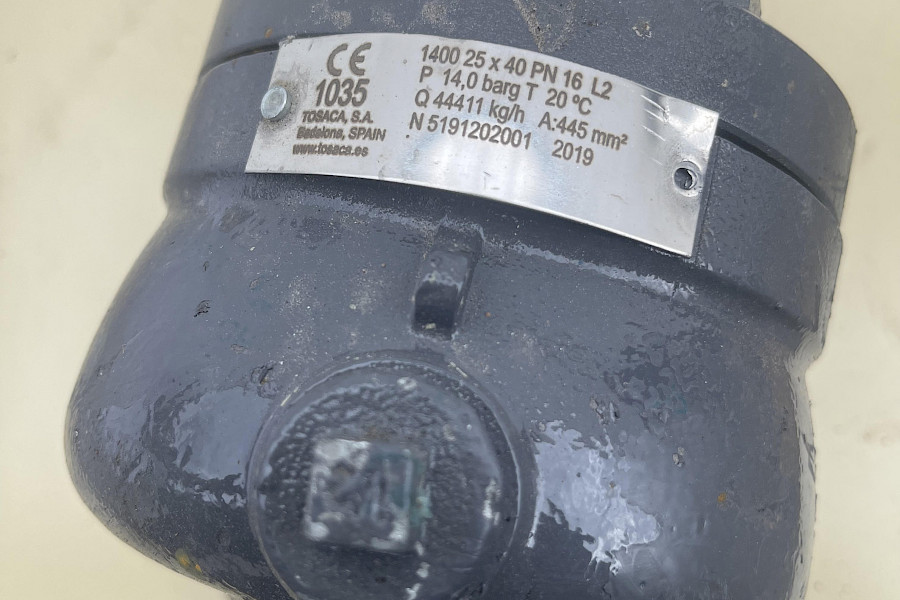 CE
1035
TOSACA, S.A.
Badalona, SPAIN
www.tosaca.es
1400 25 x 40 PN 16 L2
P 14,0 barg T 20 ºC
Q 44411 kg/h A:445 mm²
N 5191202001 2019